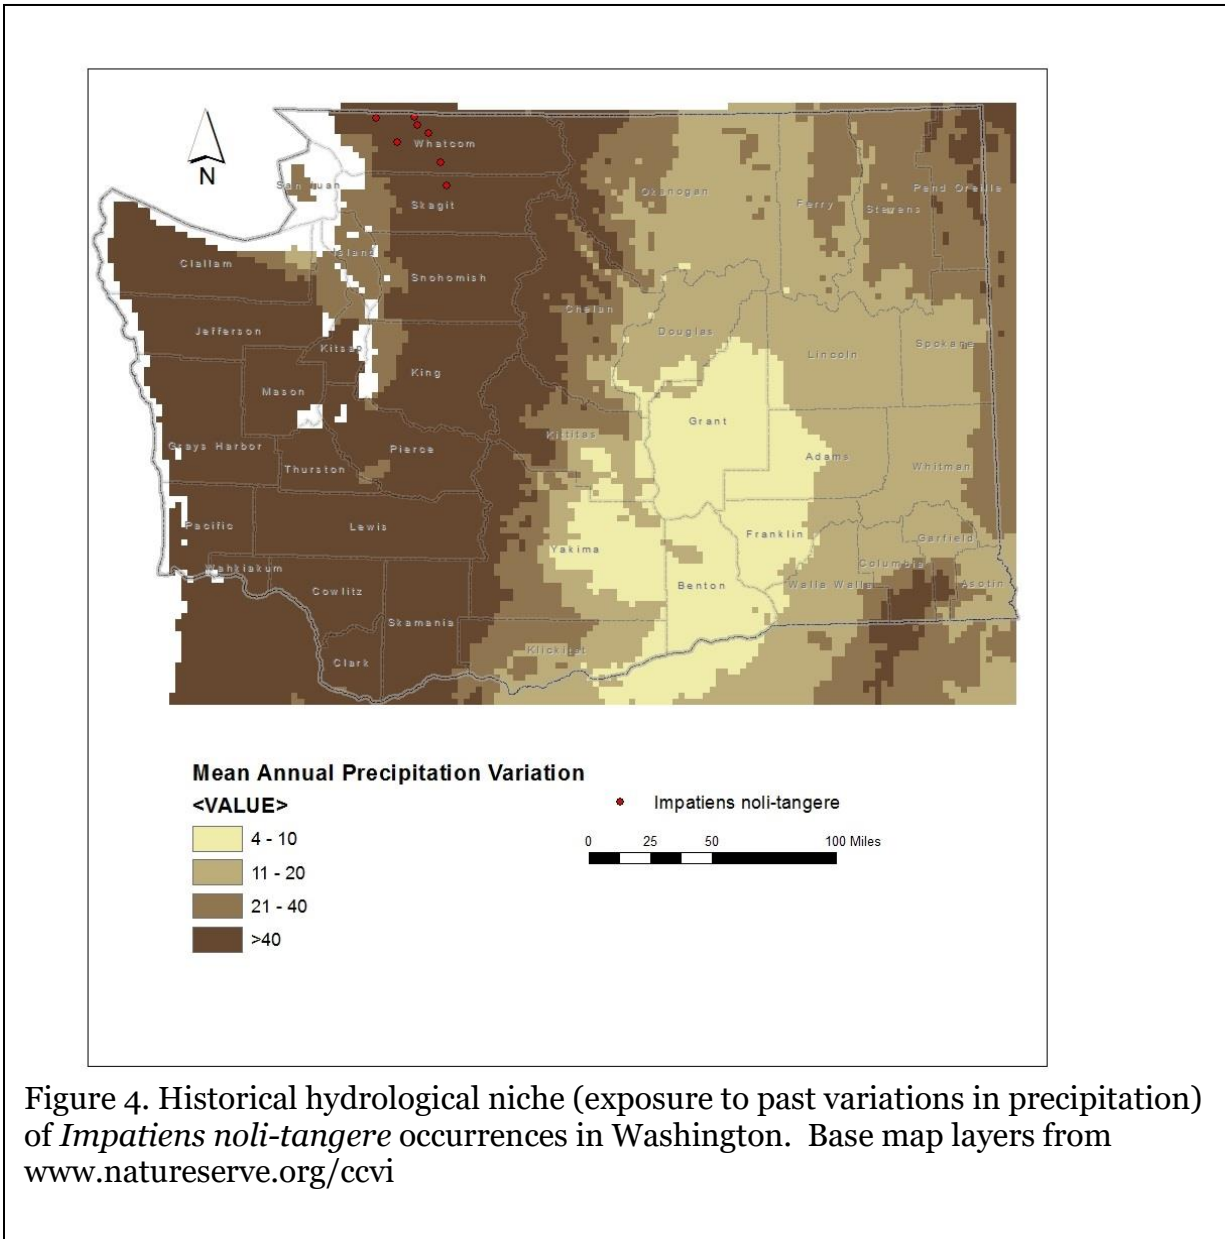 N
Whatcom
San Juan
Skagit
Okanogan
Ferry
Stevens
Pend Oreille
Island
Clallam
Snohomish
Chelan
Jefferson
Kitsap
King
Douglas
Lincoln
Spokane
Mason
Grant
Grays Harbor
Pierce
Kittitas
Adams
Whitman
Thurston
Pacific
Lewis
Yakima
Franklin
Garfield
Wahkiakum
Columbia
Cowlitz
Benton
Walla Walla
Asotin
Skamania
Klickitat
Clark
Mean Annual Precipitation Variation
<VALUE>
4 - 10
11 - 20
21 - 40
>40
Impatiens noli-tangere
0 25 50 100 Miles
Figure 4. Historical hydrological niche (exposure to past variations in precipitation)
of Impatiens noli-tangere occurrences in Washington. Base map layers from
www.natureserve.org/ccvi